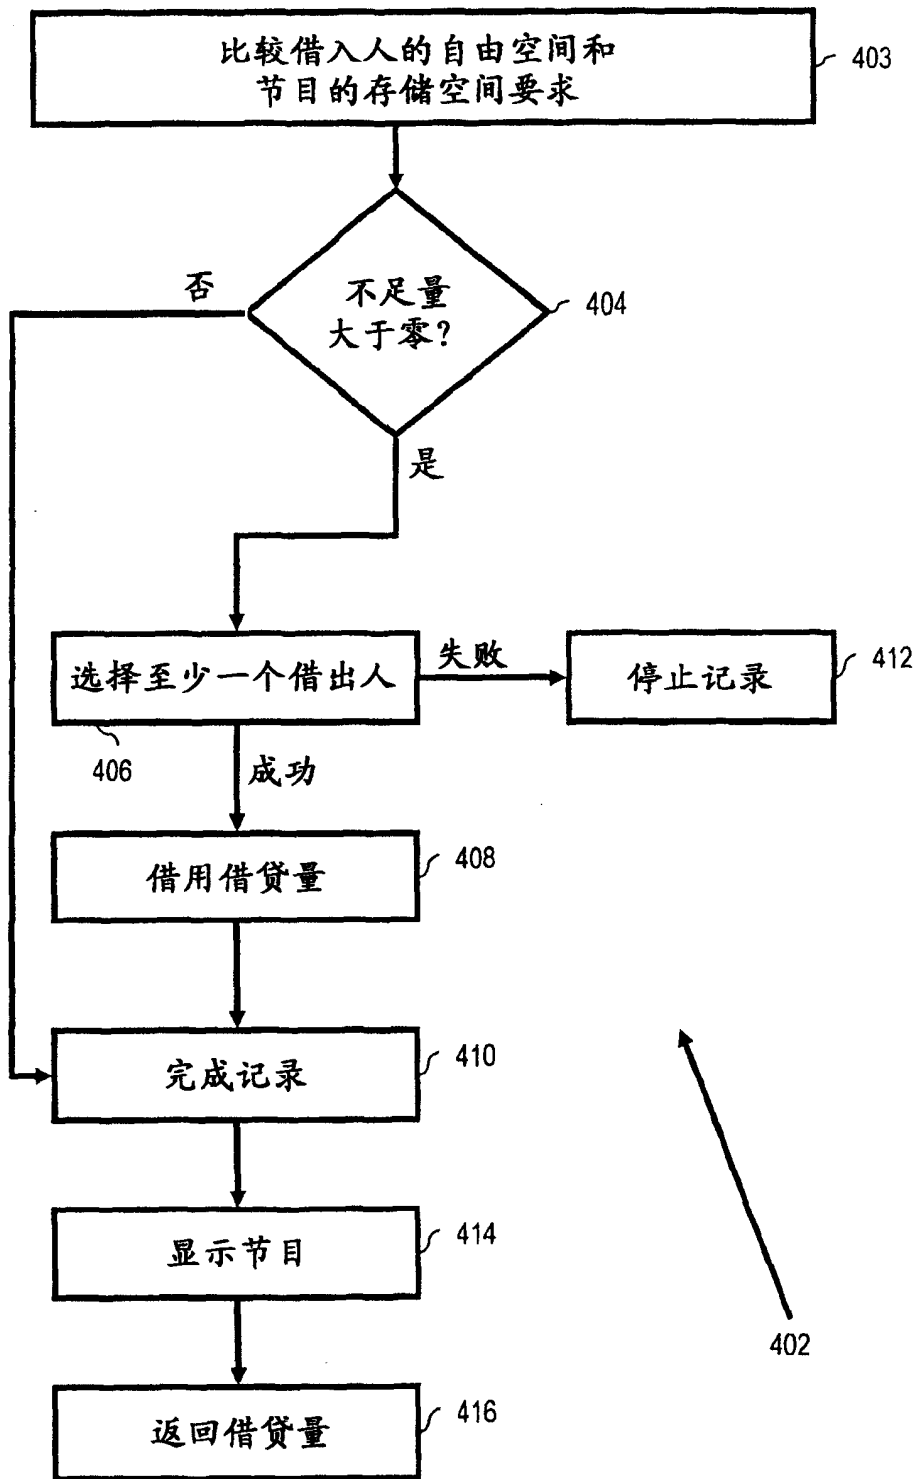 比较借入人的自由空间和
节目的存储空间要求
403
否
不足量
大于零?
404
是
选择至少一个借出人
失败
停止记录
412
406
成功
借用借贷量
408
完成记录
410
显示节目
414
402
返回借贷量
416